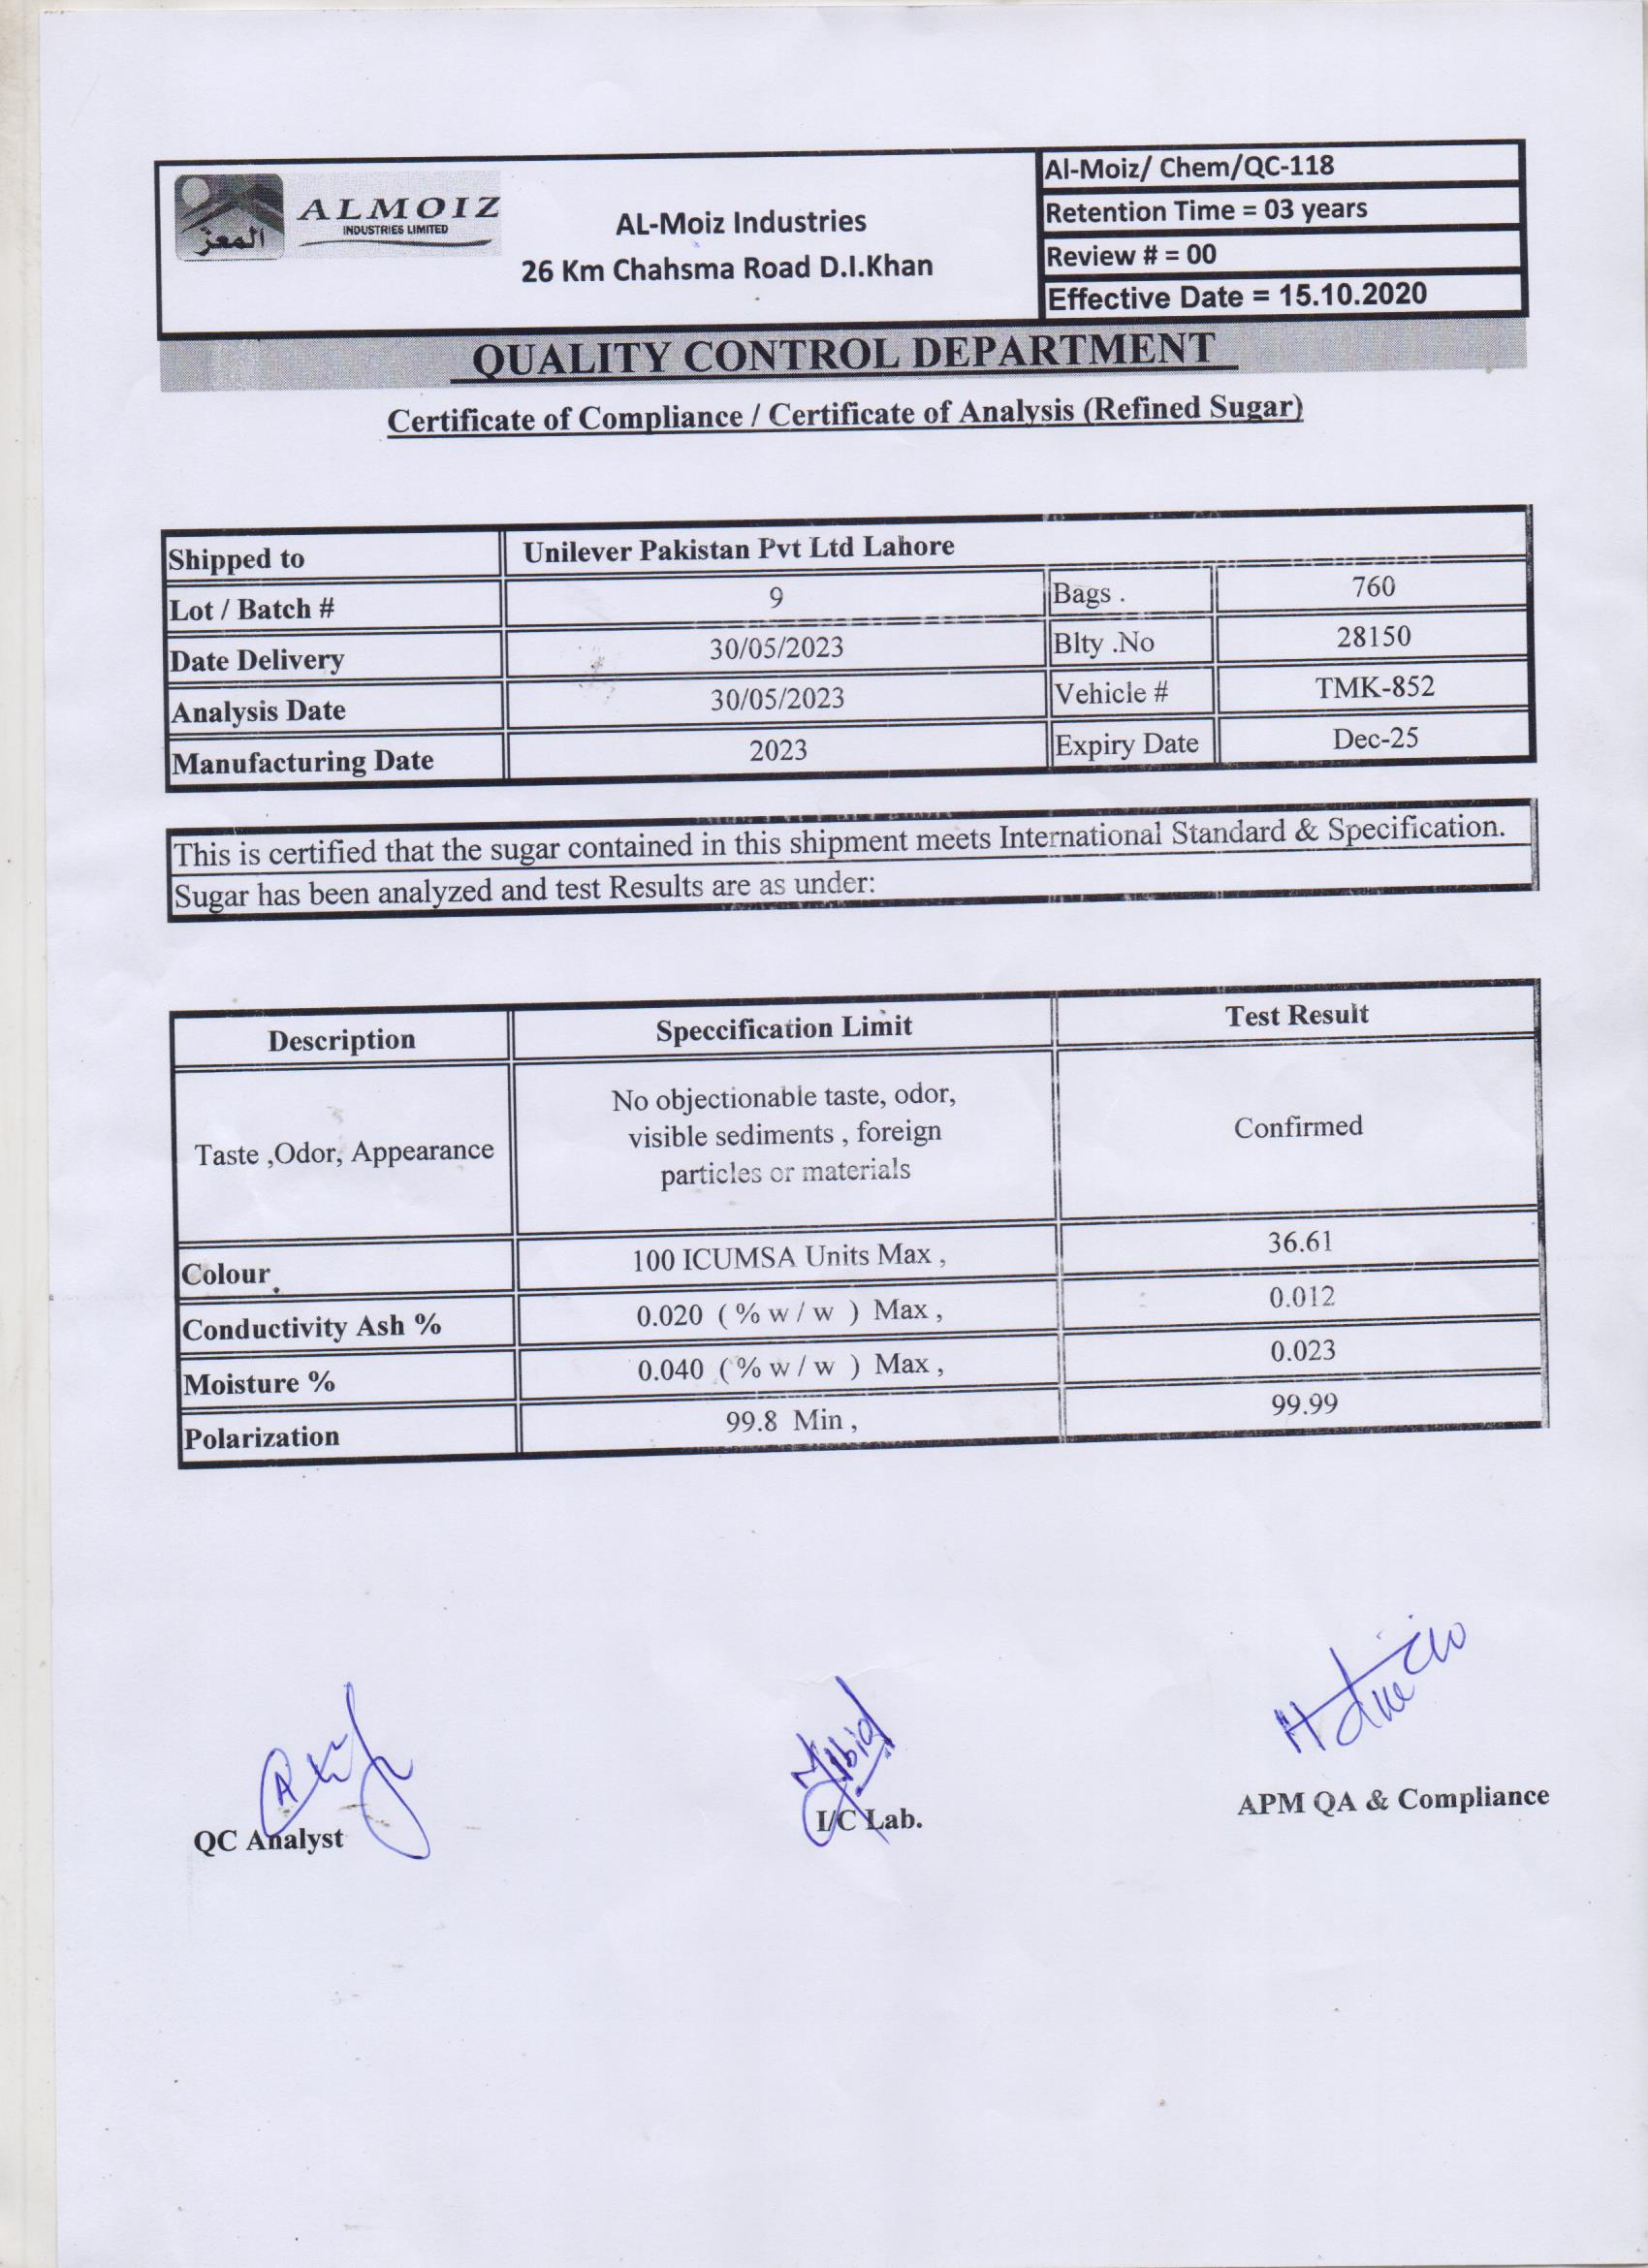 المعز
ALMOIZ
INDUSTRIES LIMITED
AL-Moiz Industries
26 Km Chahsma Road D.I.Khan
Al-Moiz/ Chem/QC-118
Retention Time = 03 years
Review # = 00
Effective Date = 15.10.2020
QUALITY CONTROL DEPARTMENT
Certificate of Compliance / Certificate of Analysis (Refined Sugar)
Shipped to Unilever Pakistan Pvt Ltd Lahore
Lot / Batch # 9 Bags . 760
Date Delivery 30/05/2023 Blty .No 28150
Analysis Date 30/05/2023 Vehicle # TMK-852
Manufacturing Date 2023 Expiry Date Dec-25
This is certified that the sugar contained in this shipment meets International Standard & Specification.
Sugar has been analyzed and test Results are as under:
Description Speccification Limit Test Result
Taste ,Odor, Appearance No objectionable taste, odor,
visible sediments , foreign
particles or materials
Confirmed
Colour 100 ICUMSA Units Max , 36.61
Conductivity Ash % 0.020 ( % w / w ) Max , 0.012
Moisture % 0.040 ( % w / w ) Max , 0.023
Polarization 99.8 Min , 99.99
QC Analyst
I/C Lab.
APM QA & Compliance